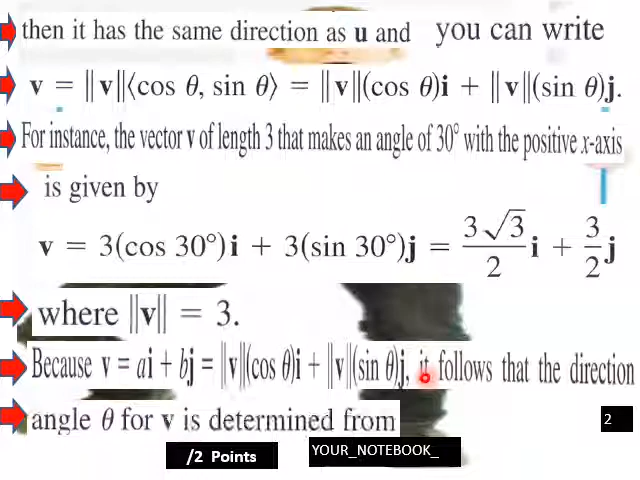 then it has the same direction as u and you can write
v = ||v||⟨cos θ, sin θ⟩ = ||v||(cos θ)i + ||v||(sin θ)j.
For instance, the vector v of length 3 that makes an angle of 30° with the positive x-axis
is given by
v = 3(cos 30°)i + 3(sin 30°)j = 3√3/2 i + 3/2 j
where ||v|| = 3.
Because v = ai + bj = ||v||(cos θ)i + ||v||(sin θ)j, it follows that the direction
angle θ for v is determined from
2
/2 Points
YOUR_NOTEBOOK_